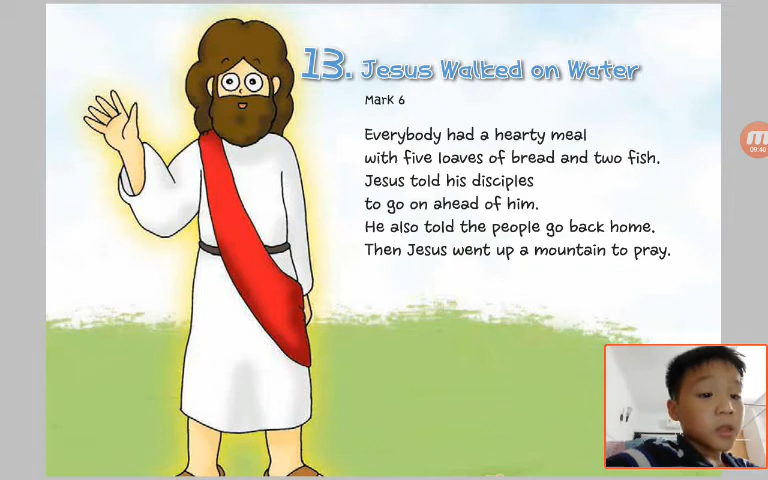 13. Jesus Walked on Water
Mark 6
Everybody had a hearty meal
with five loaves of bread and two fish.
Jesus told his disciples
to go on ahead of him.
He also told the people go back home.
Then Jesus went up a mountain to pray.
09:40